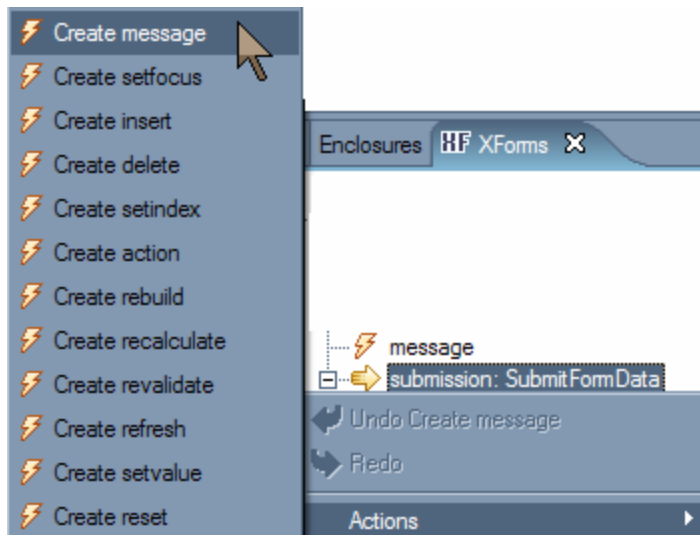 Create message
Create setfocus
Create insert
Create delete
Create setindex
Create action
Create rebuild
Create recalculate
Create revalidate
Create refresh
Create setvalue
Create reset
Enclosures XF XForms
message
submission: SubmitFormData
Undo Create message
Redo
Actions